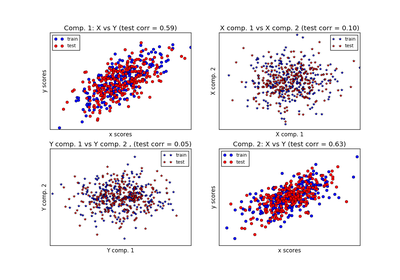 Comp. 1: X vs Y (test corr = 0.59)
train
test
y scores
x scores
X comp. 1 vs X comp. 2 (test corr = 0.10)
train
test
X comp. 2
X comp. 1
Y comp. 1 vs Y comp. 2 , (test corr = 0.05)
train
test
Y comp. 2
Y comp. 1
Comp. 2: X vs Y (test corr = 0.63)
train
test
y scores
x scores